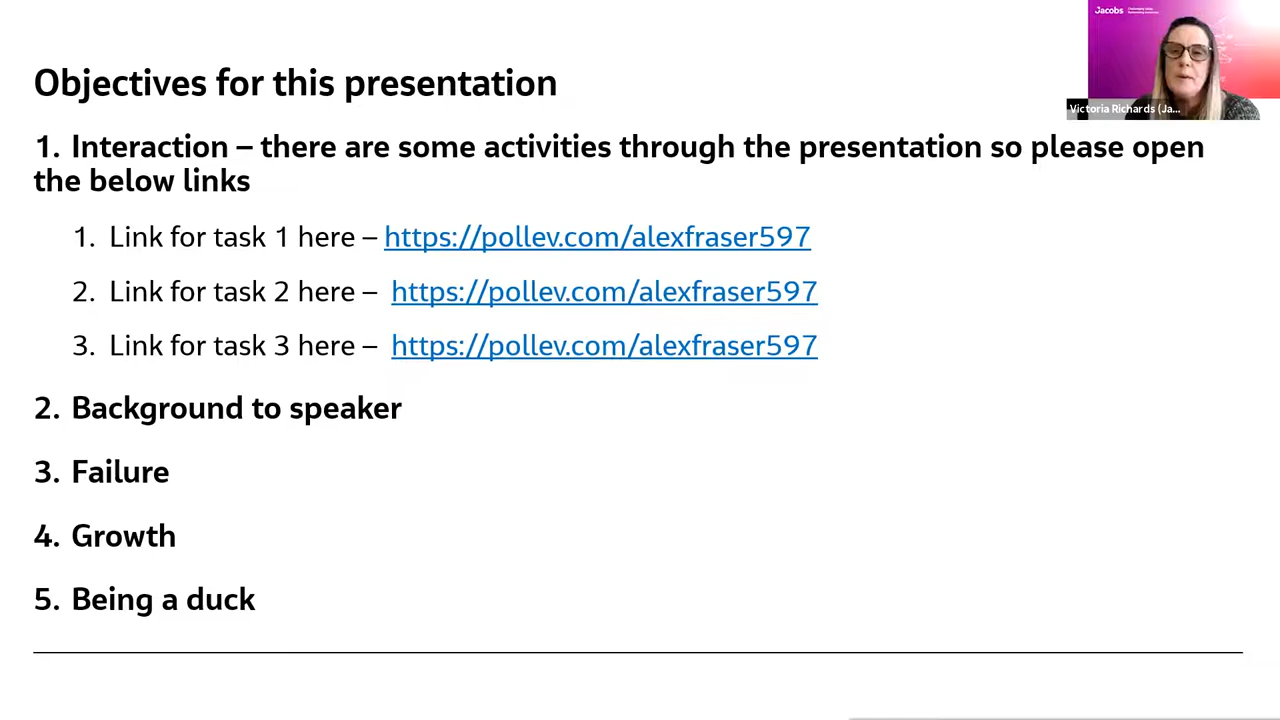 Jacobs
Objectives for this presentation
Victoria Richards (Ja...
1. Interaction – there are some activities through the presentation so please open
the below links
1. Link for task 1 here – https://pollev.com/alexfraser597
2. Link for task 2 here – https://pollev.com/alexfraser597
3. Link for task 3 here – https://pollev.com/alexfraser597
2. Background to speaker
3. Failure
4. Growth
5. Being a duck